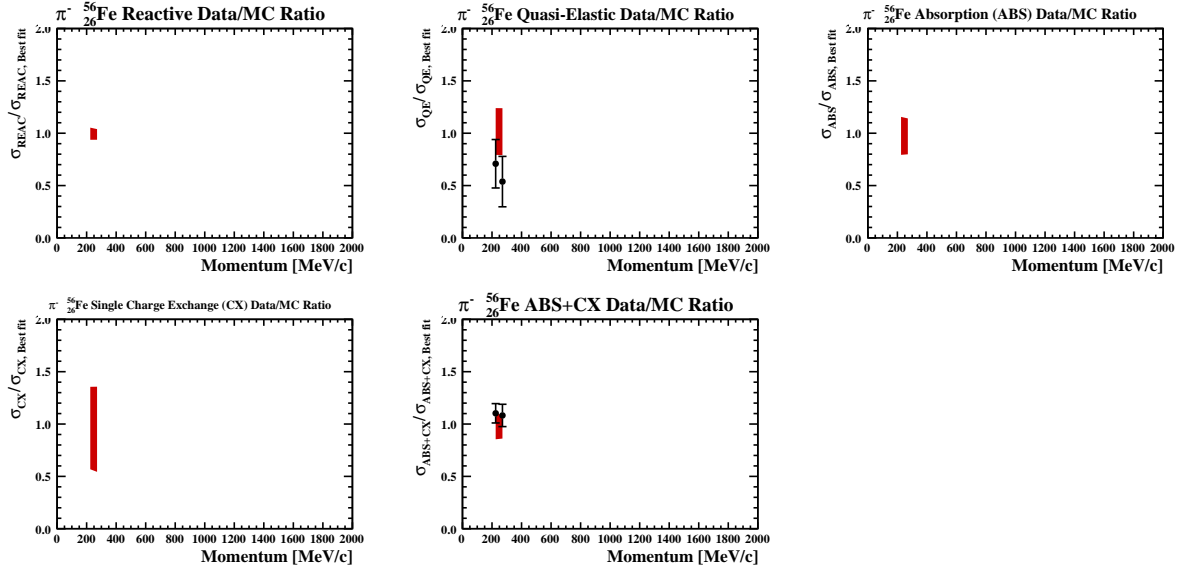 π⁻ ⁵⁶₂₆Fe Reactive Data/MC Ratio
σREAC/σREAC, Best fit
2.0
1.5
1.0
0.5
0.0
0 200 400 600 800 1000 1200 1400 1600 1800 2000
Momentum [MeV/c]
π⁻ ⁵⁶₂₆Fe Quasi-Elastic Data/MC Ratio
σQE/σQE, Best fit
2.0
1.5
1.0
0.5
0.0
0 200 400 600 800 1000 1200 1400 1600 1800 2000
Momentum [MeV/c]
π⁻ ⁵⁶₂₆Fe Absorption (ABS) Data/MC Ratio
σABS/σABS, Best fit
2.0
1.5
1.0
0.5
0.0
0 200 400 600 800 1000 1200 1400 1600 1800 2000
Momentum [MeV/c]
π⁻ ⁵⁶₂₆Fe Single Charge Exchange (CX) Data/MC Ratio
σCX/σCX, Best fit
2.0
1.5
1.0
0.5
0.0
0 200 400 600 800 1000 1200 1400 1600 1800 2000
Momentum [MeV/c]
π⁻ ⁵⁶₂₆Fe ABS+CX Data/MC Ratio
σABS+CX/σABS+CX, Best fit
2.0
1.5
1.0
0.5
0.0
0 200 400 600 800 1000 1200 1400 1600 1800 2000
Momentum [MeV/c]